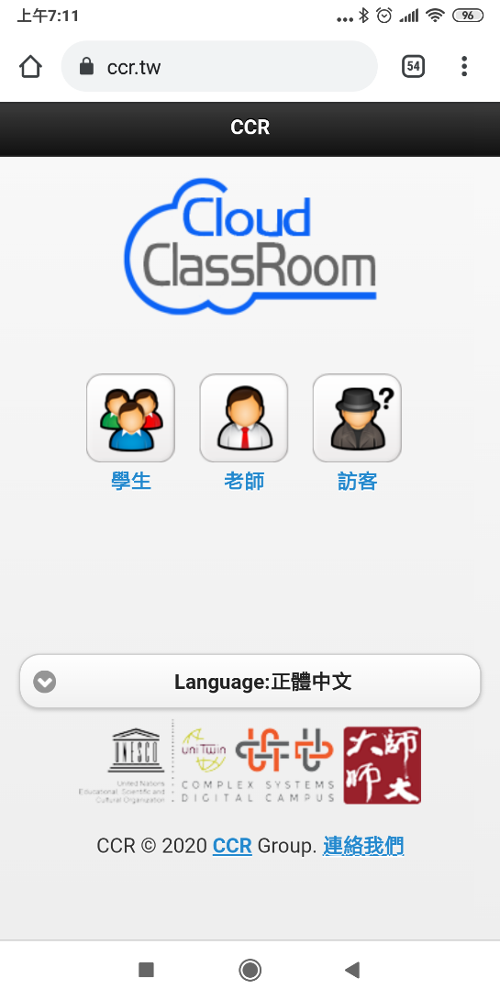 上午7:11
96
ccr.tw
54
CCR
Cloud
ClassRoom
?
學生
老師
訪客
Language:正體中文
UNESCO
United Nations
Educational, Scientific and
Cultural Organization
uniTwin
COMPLEX SYSTEMS
DIGITAL CAMPUS
師大
師大
CCR © 2020 CCR Group. 連絡我們